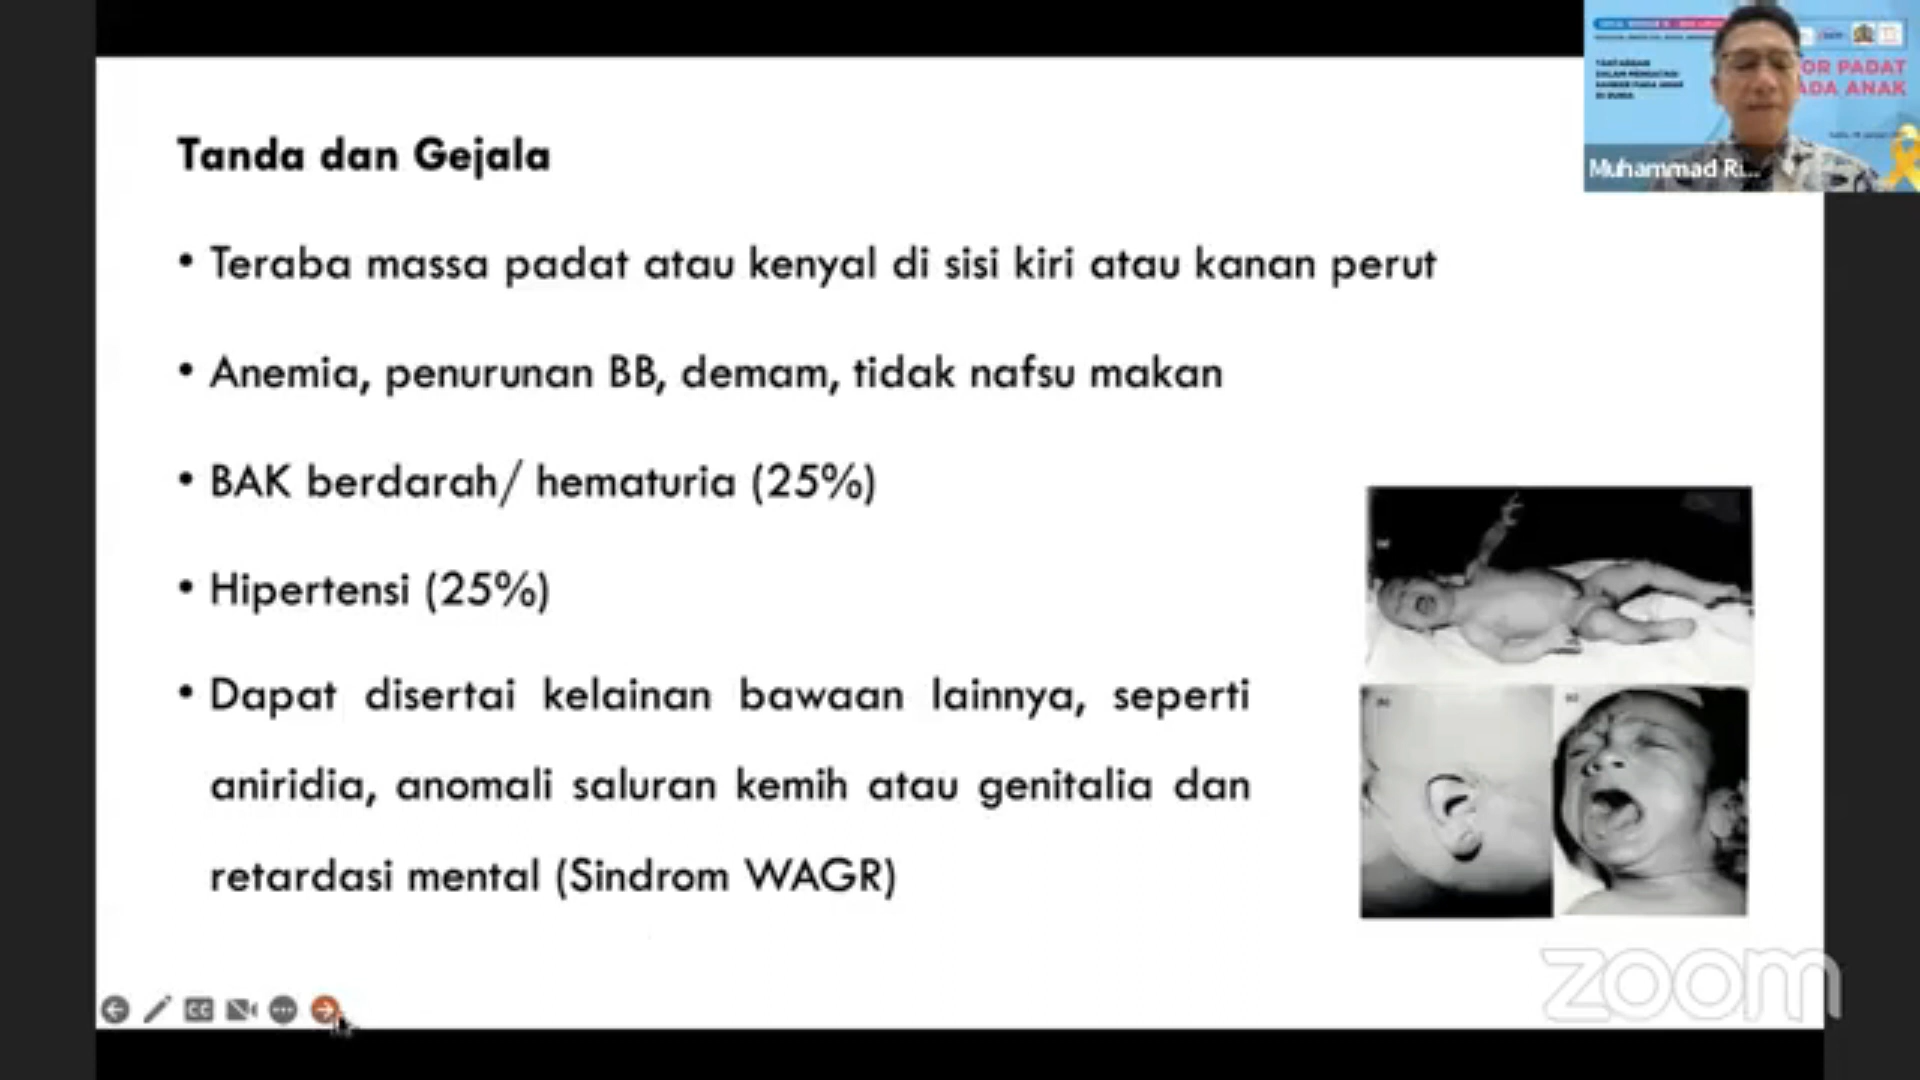 OR PADAT
ADA ANAK
Muhammad Ri...
Tanda dan Gejala
• Teraba massa padat atau kenyal di sisi kiri atau kanan perut
• Anemia, penurunan BB, demam, tidak nafsu makan
• BAK berdarah/ hematuria (25%)
• Hipertensi (25%)
• Dapat disertai kelainan bawaan lainnya, seperti
aniridia, anomali saluran kemih atau genitalia dan
retardasi mental (Sindrom WAGR)
CC
zoom